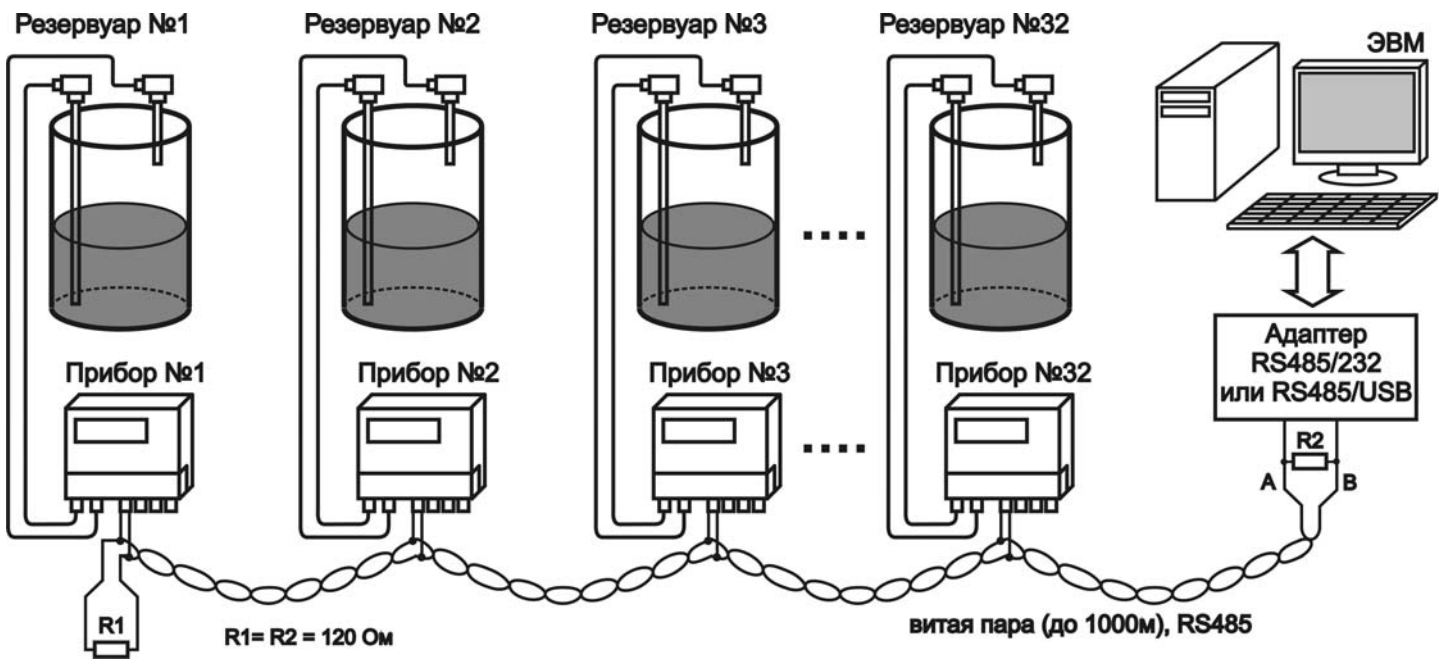 Резервуар №1
Резервуар №2
Резервуар №3
Резервуар №32
ЭВМ
Прибор №1
Прибор №2
Прибор №3
Прибор №32
Адаптер
RS485/232
или RS485/USB
R2
A
B
R1
R1= R2 = 120 Ом
витая пара (до 1000м), RS485